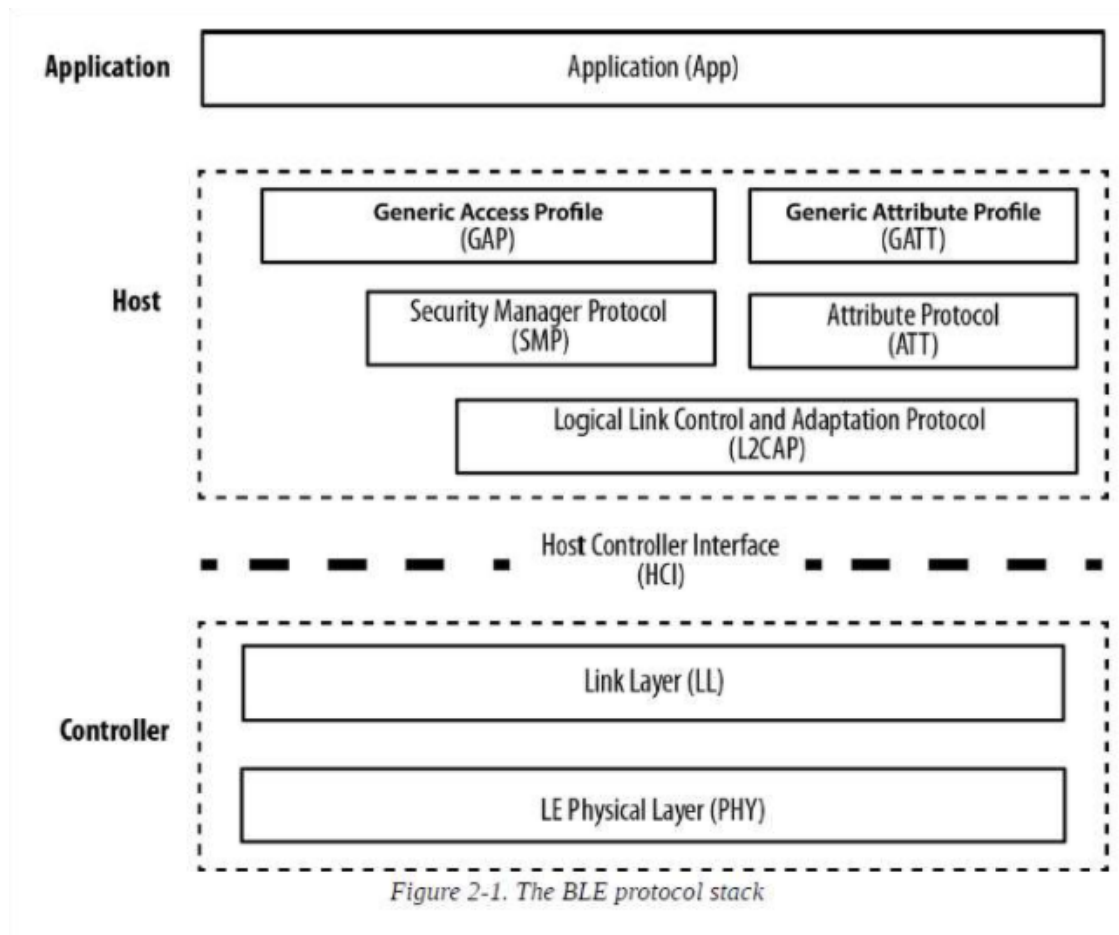 Application
Application (App)
Generic Access Profile
(GAP)
Generic Attribute Profile
(GATT)
Host
Security Manager Protocol
(SMP)
Attribute Protocol
(ATT)
Logical Link Control and Adaptation Protocol
(L2CAP)
Host Controller Interface
(HCI)
Link Layer (LL)
Controller
LE Physical Layer (PHY)
Figure 2-1. The BLE protocol stack